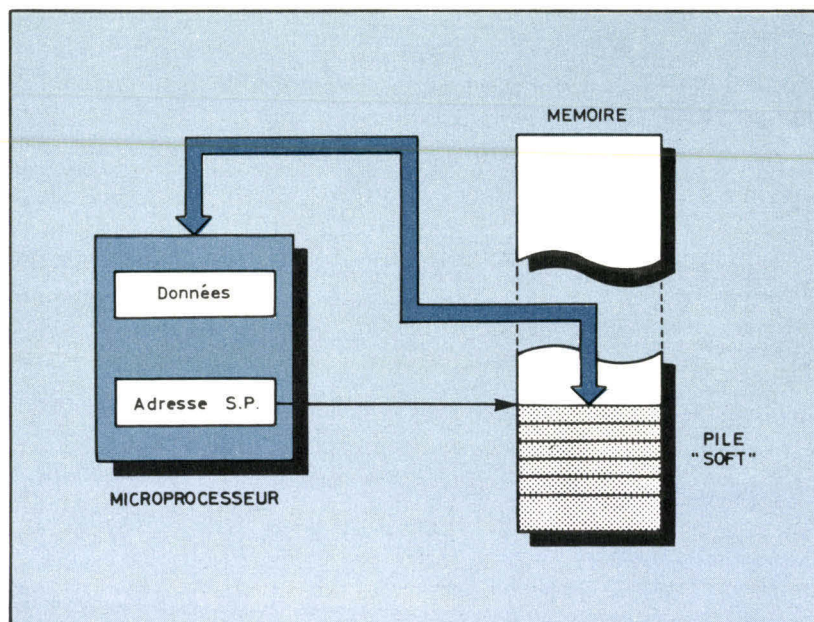 MEMOIRE
Données
Adresse S.P.
MICROPROCESSEUR
PILE
"SOFT"